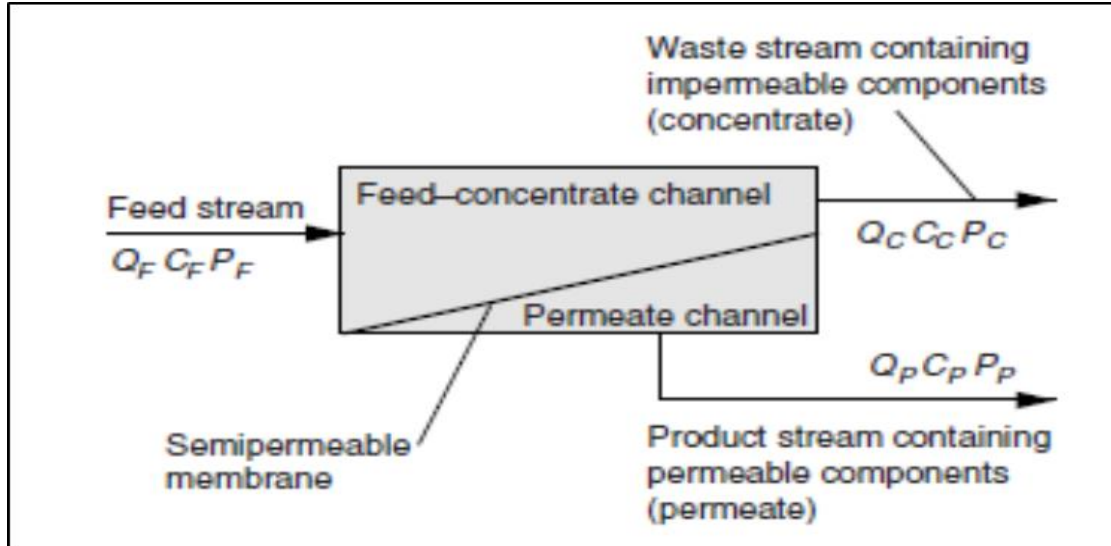 Waste stream containing
impermeable components
(concentrate)
Feed stream
Q_F C_F P_F
Feed–concentrate channel
Q_C C_C P_C
Permeate channel
Q_P C_P P_P
Semipermeable
membrane
Product stream containing
permeable components
(permeate)